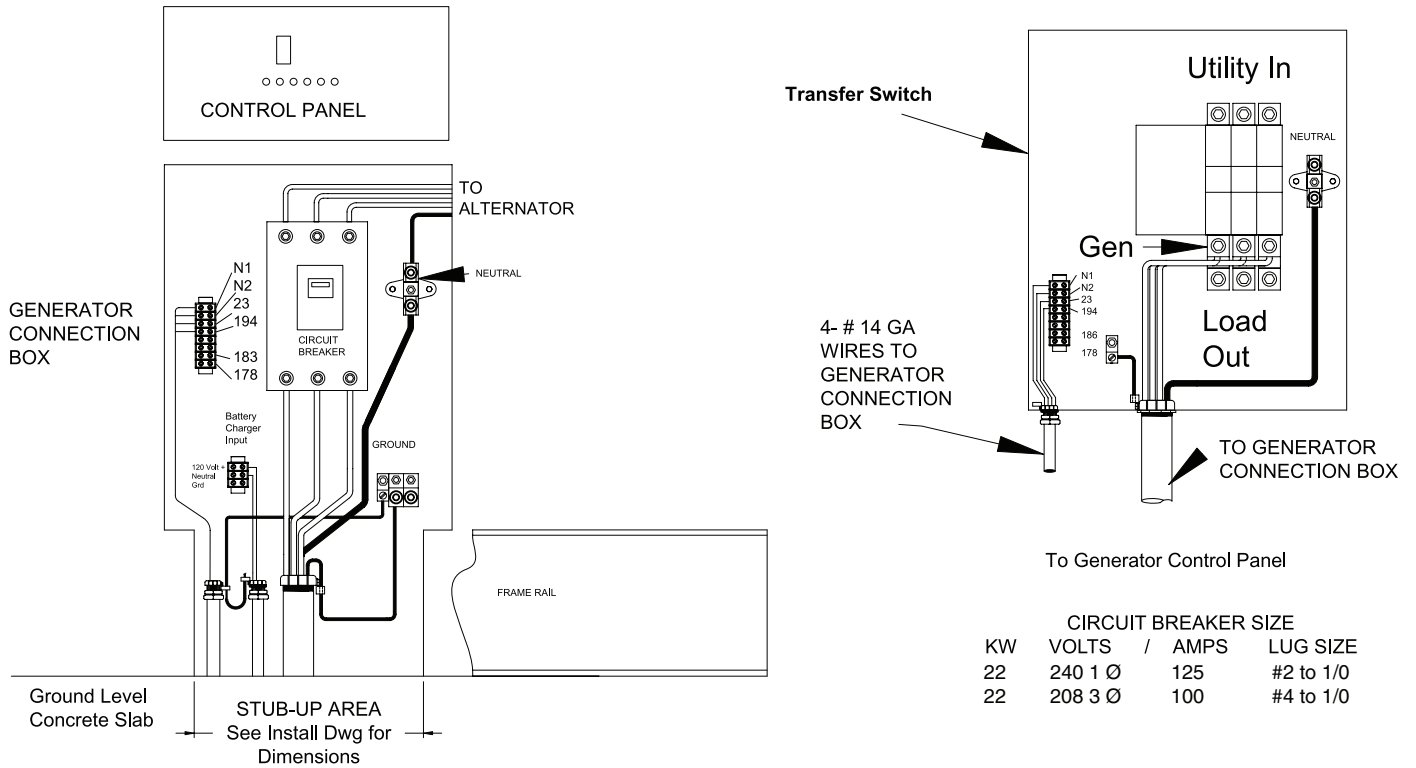 CONTROL PANEL
TO
ALTERNATOR
NEUTRAL
N1
N2
23
194
183
178
GENERATOR
CONNECTION
BOX
CIRCUIT
BREAKER
Battery
Charger
Input
120 Volt +
Neutral
Grd
GROUND
FRAME RAIL
Ground Level
Concrete Slab
STUB-UP AREA
See Install Dwg for
Dimensions
Transfer Switch
Utility In
NEUTRAL
Gen
N1
N2
23
194
186
178
Load
Out
4- # 14 GA
WIRES TO
GENERATOR
CONNECTION
BOX
TO GENERATOR
CONNECTION BOX
To Generator Control Panel
CIRCUIT BREAKER SIZE
KW VOLTS / AMPS LUG SIZE
22 240 1 Ø 125 #2 to 1/0
22 208 3 Ø 100 #4 to 1/0